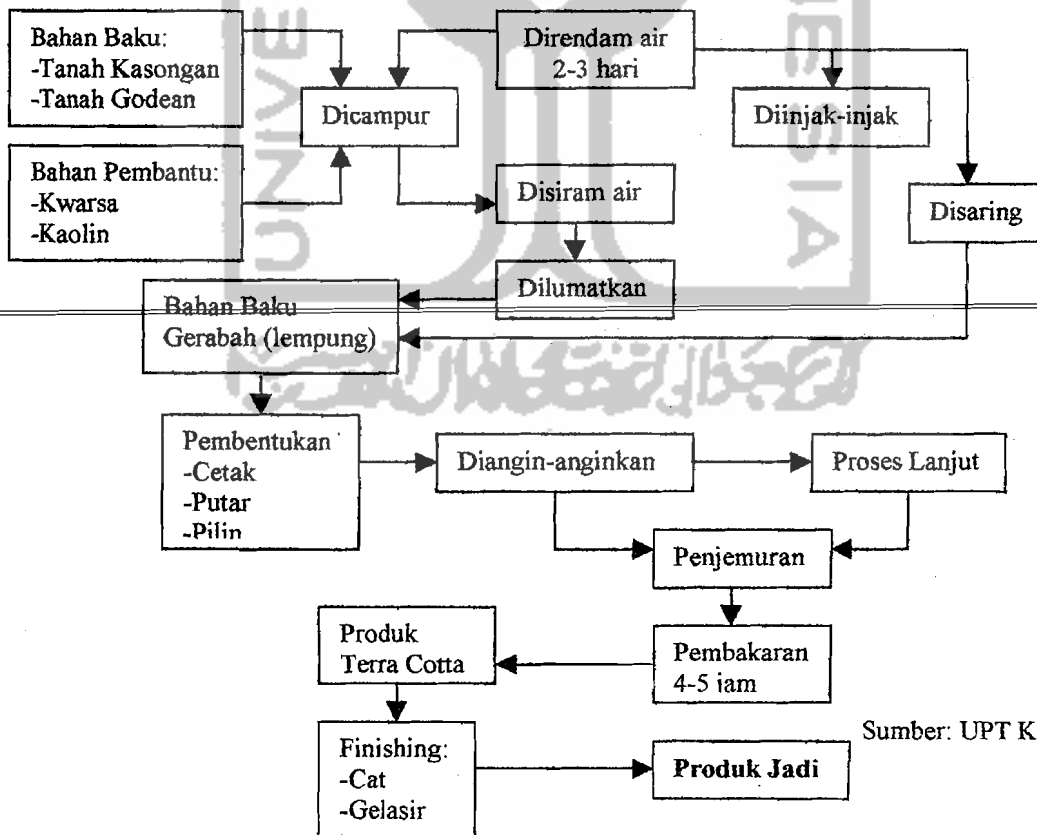 Bahan Baku:
-Tanah Kasongan
-Tanah Godean
Direndam air
2-3 hari
Dicampur
Diinjak-injak
Bahan Pembantu:
-Kwarsa
-Kaolin
Disiram air
Disaring
Dilumatkan
Bahan Baku
Gerabah (lempung)
Pembentukan
-Cetak
-Putar
-Pilin
Diangin-anginkan
Proses Lanjut
Penjemuran
Produk
Terra Cotta
Pembakaran
4-5 jam
Sumber: UPT K
Finishing:
-Cat
-Gelasir
Produk Jadi